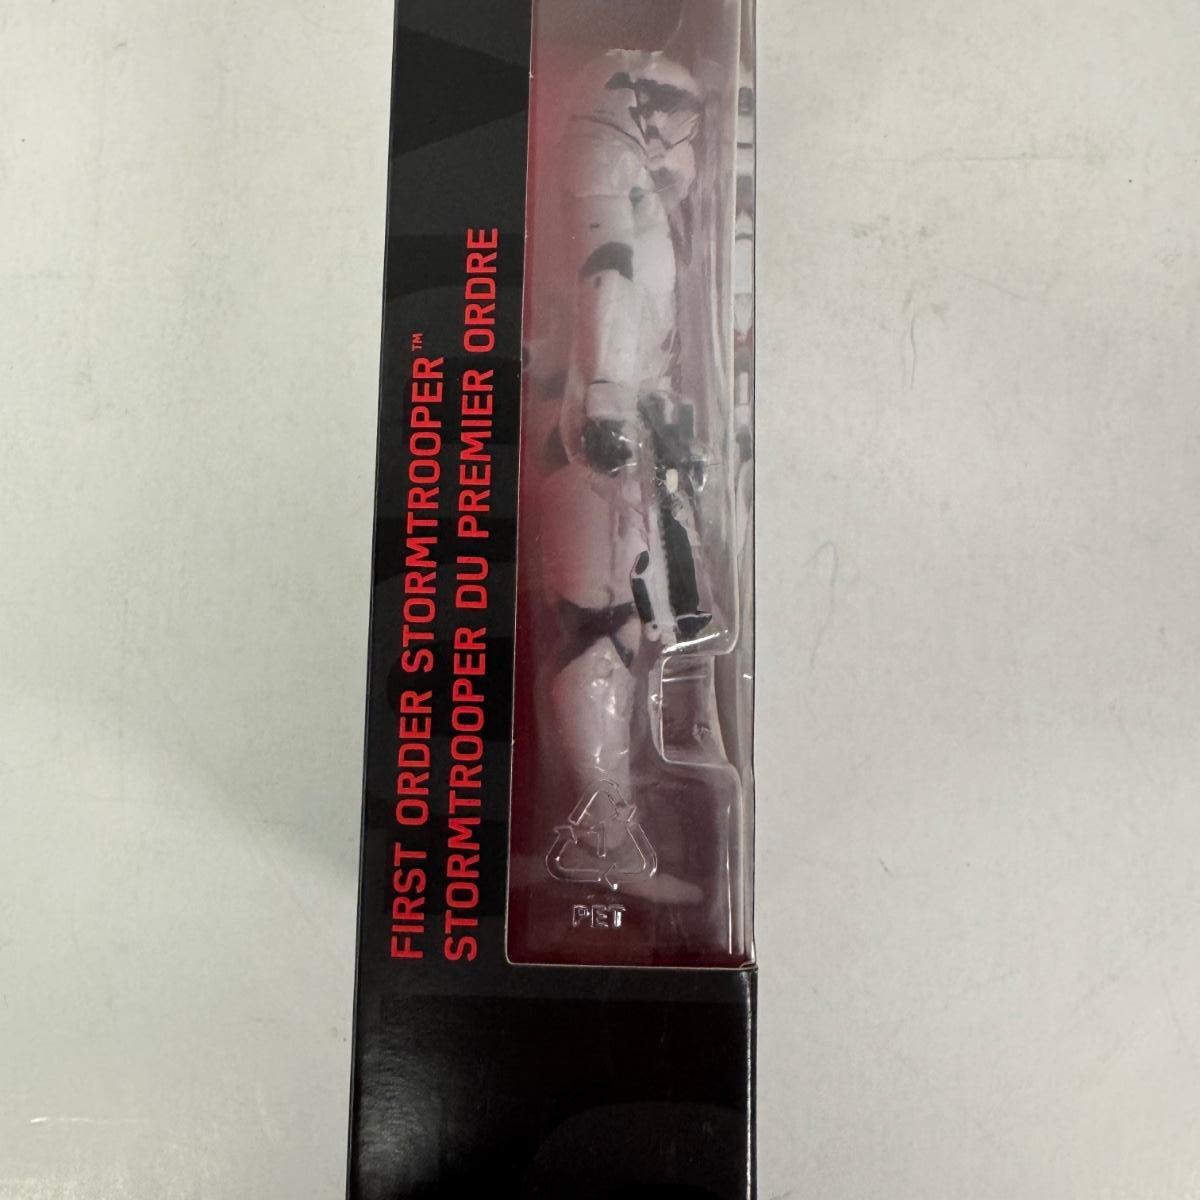 FIRST ORDER STORMTROOPER™
STORMTROOPER DU PREMIER ORDRE
1
PET